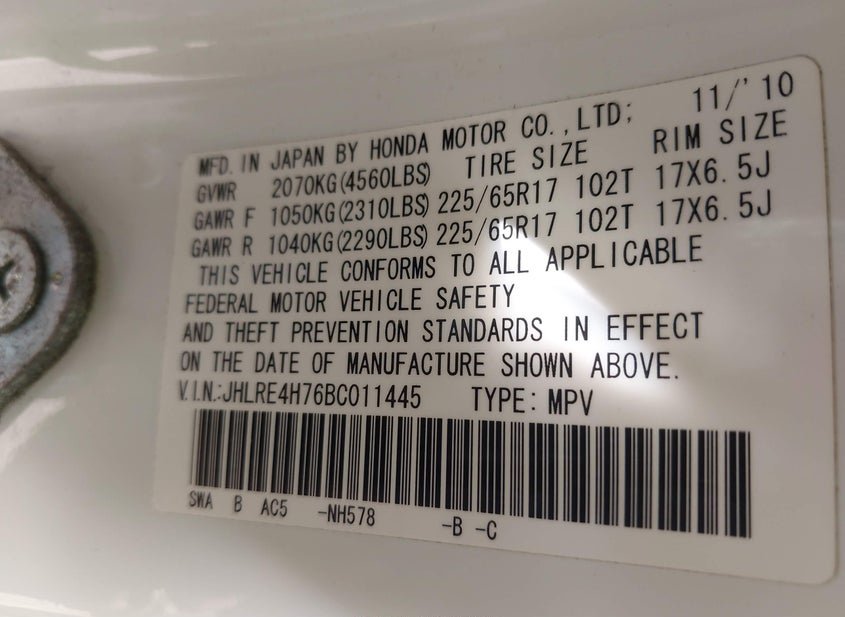 MFD. IN JAPAN BY HONDA MOTOR CO.,LTD; 11/'10
GVWR 2070KG(4560LBS) TIRE SIZE RIM SIZE
GAWR F 1050KG(2310LBS) 225/65R17 102T 17X6.5J
GAWR R 1040KG(2290LBS) 225/65R17 102T 17X6.5J
THIS VEHICLE CONFORMS TO ALL APPLICABLE
FEDERAL MOTOR VEHICLE SAFETY
AND THEFT PREVENTION STANDARDS IN EFFECT
ON THE DATE OF MANUFACTURE SHOWN ABOVE.
V.I.N.:JHLRE4H76BC011445 TYPE: MPV
SWA B AC5 -NH578 -B -C